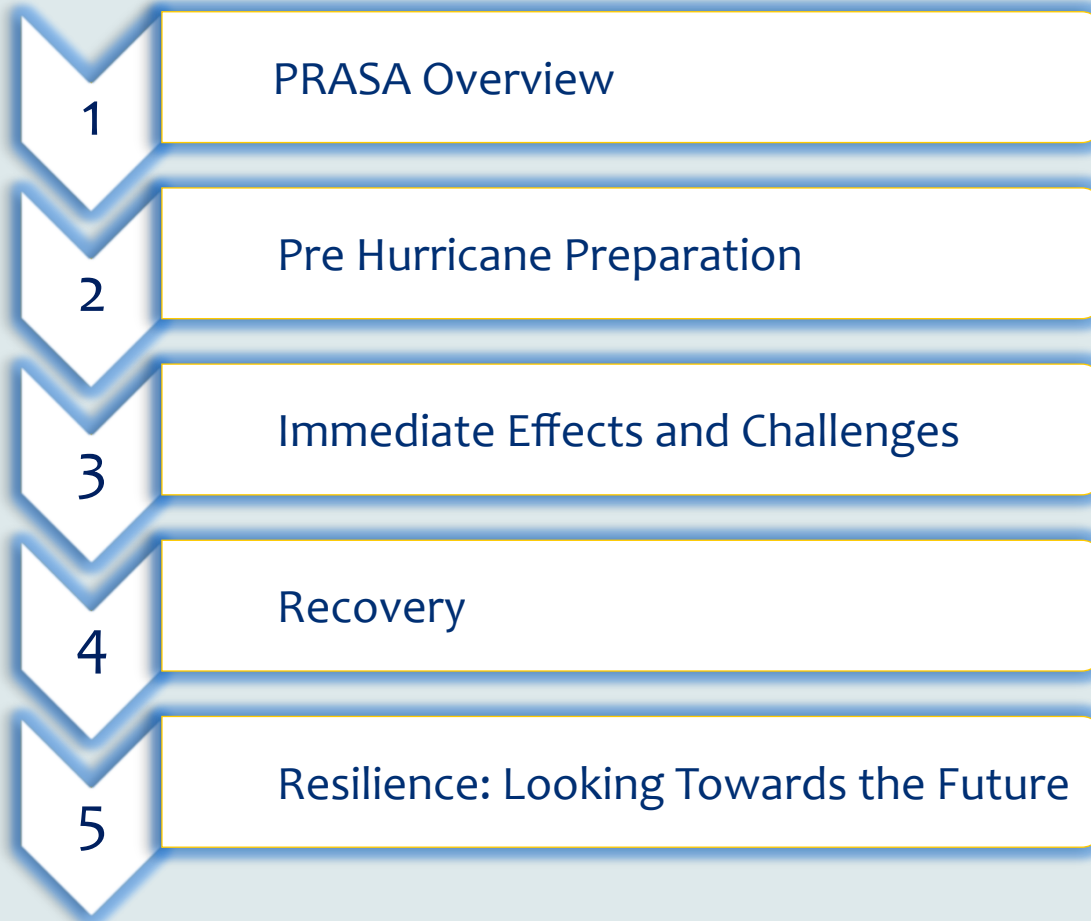 1
PRASA Overview
2
Pre Hurricane Preparation
3
Immediate Effects and Challenges
4
Recovery
5
Resilience: Looking Towards the Future